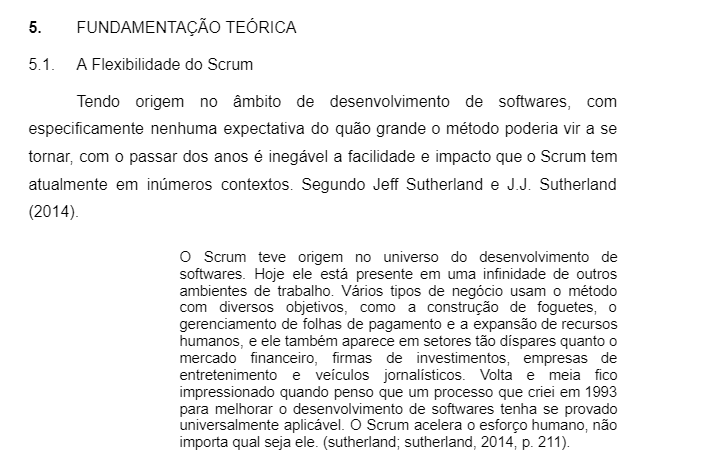 5. FUNDAMENTAÇÃO TEÓRICA
5.1. A Flexibilidade do Scrum
Tendo origem no âmbito de desenvolvimento de softwares, com
especificamente nenhuma expectativa do quão grande o método poderia vir a se
tornar, com o passar dos anos é inegável a facilidade e impacto que o Scrum tem
atualmente em inúmeros contextos. Segundo Jeff Sutherland e J.J. Sutherland
(2014).
O Scrum teve origem no universo do desenvolvimento de
softwares. Hoje ele está presente em uma infinidade de outros
ambientes de trabalho. Vários tipos de negócio usam o método
com diversos objetivos, como a construção de foguetes, o
gerenciamento de folhas de pagamento e a expansão de recursos
humanos, e ele também aparece em setores tão díspares quanto o
mercado financeiro, firmas de investimentos, empresas de
entretenimento e veículos jornalísticos. Volta e meia fico
impressionado quando penso que um processo que criei em 1993
para melhorar o desenvolvimento de softwares tenha se provado
universalmente aplicável. O Scrum acelera o esforço humano, não
importa qual seja ele. (sutherland; sutherland, 2014, p. 211).